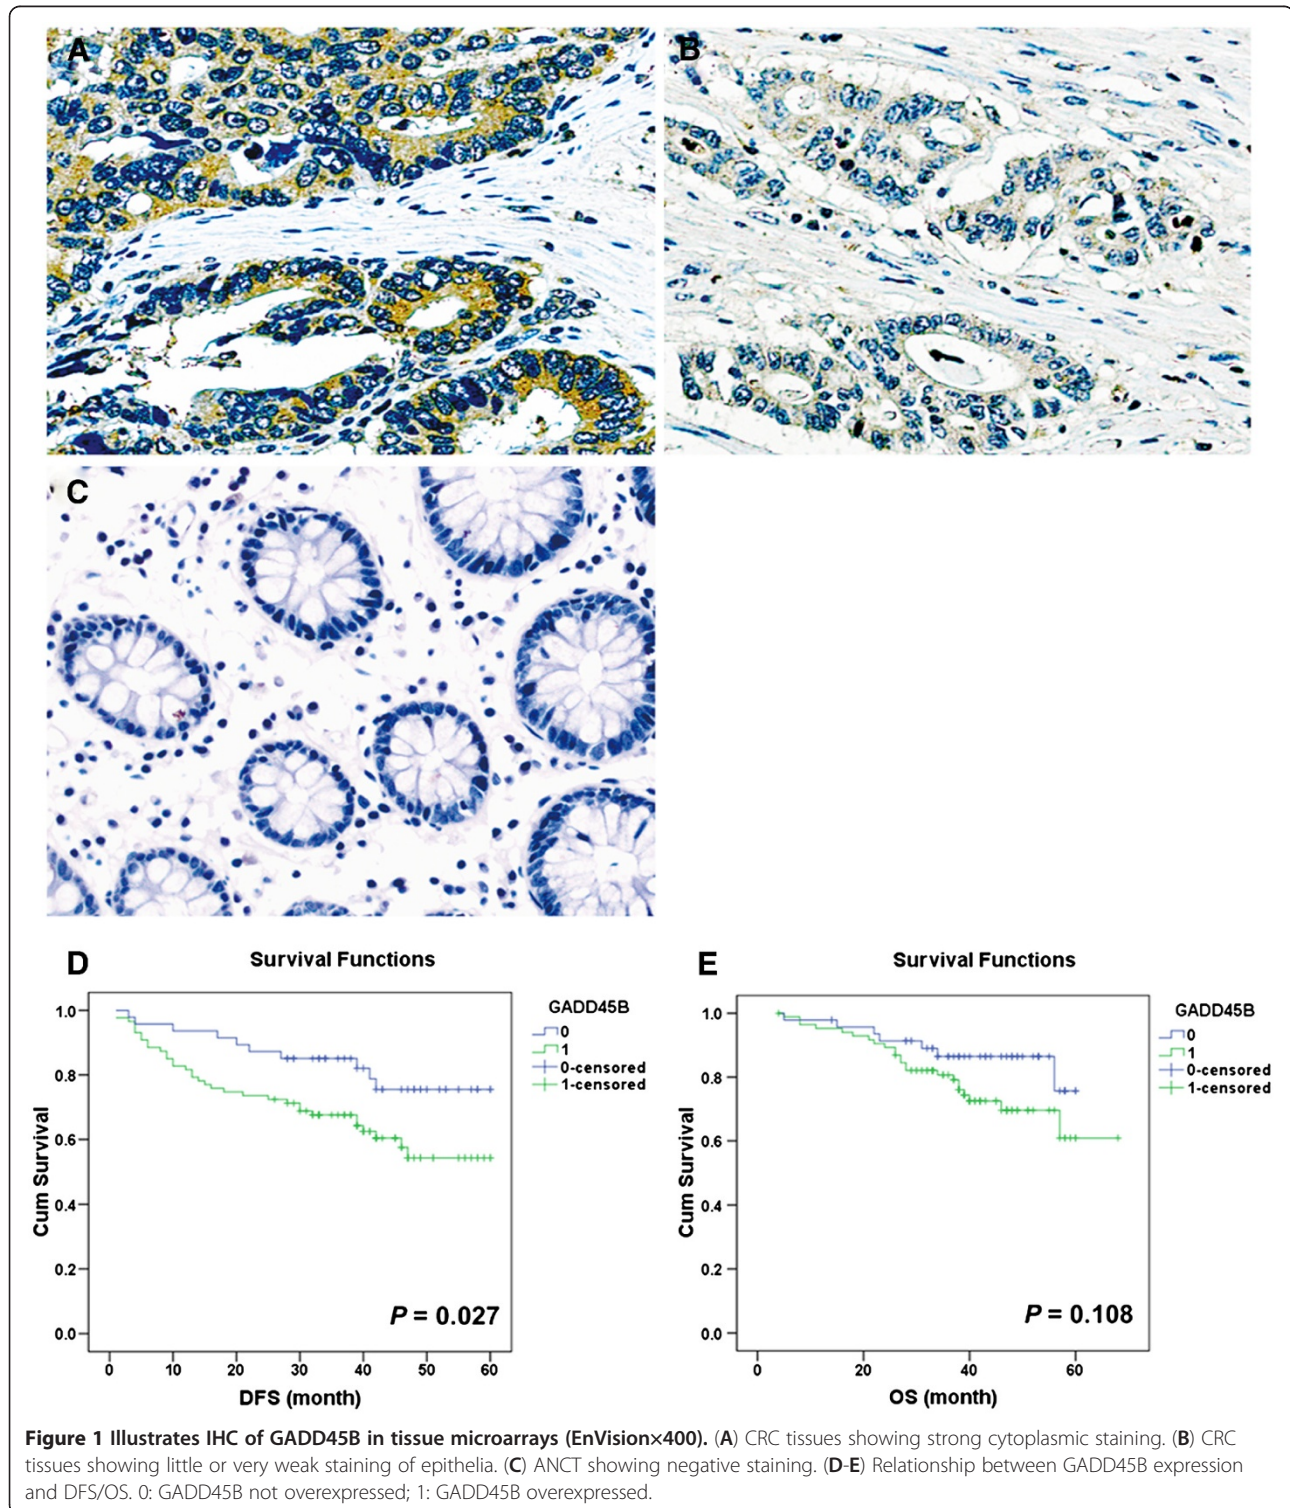 A
B
C
D
Survival Functions
1.0
0.8
0.6
0.4
0.2
0.0
Cum Survival
0 10 20 30 40 50 60
DFS (month)
P = 0.027
GADD45B
0
1
0-censored
1-censored
E
Survival Functions
1.0
0.8
0.6
0.4
0.2
0.0
Cum Survival
0 20 40 60
OS (month)
P = 0.108
GADD45B
0
1
0-censored
1-censored
Figure 1 Illustrates IHC of GADD45B in tissue microarrays (EnVision×400). (A) CRC tissues showing strong cytoplasmic staining. (B) CRC
tissues showing little or very weak staining of epithelia. (C) ANCT showing negative staining. (D-E) Relationship between GADD45B expression
and DFS/OS. 0: GADD45B not overexpressed; 1: GADD45B overexpressed.